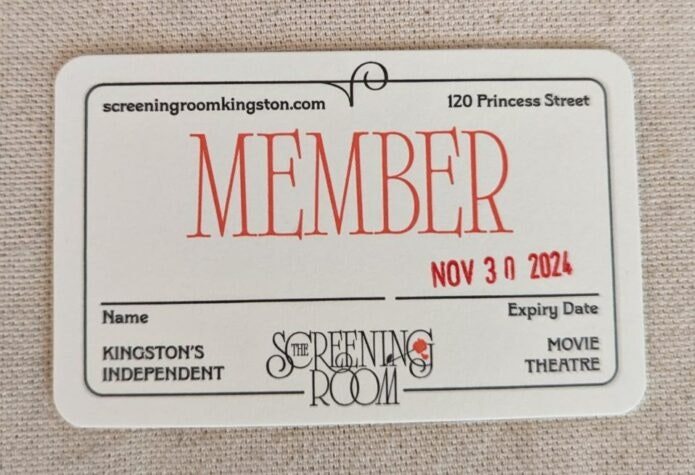 screeningroomkingston.com 120 Princess Street
MEMBER
NOV 30 2024
Name Expiry Date
KINGSTON'S
INDEPENDENT
THE SCREENING
ROOM
MOVIE
THEATRE